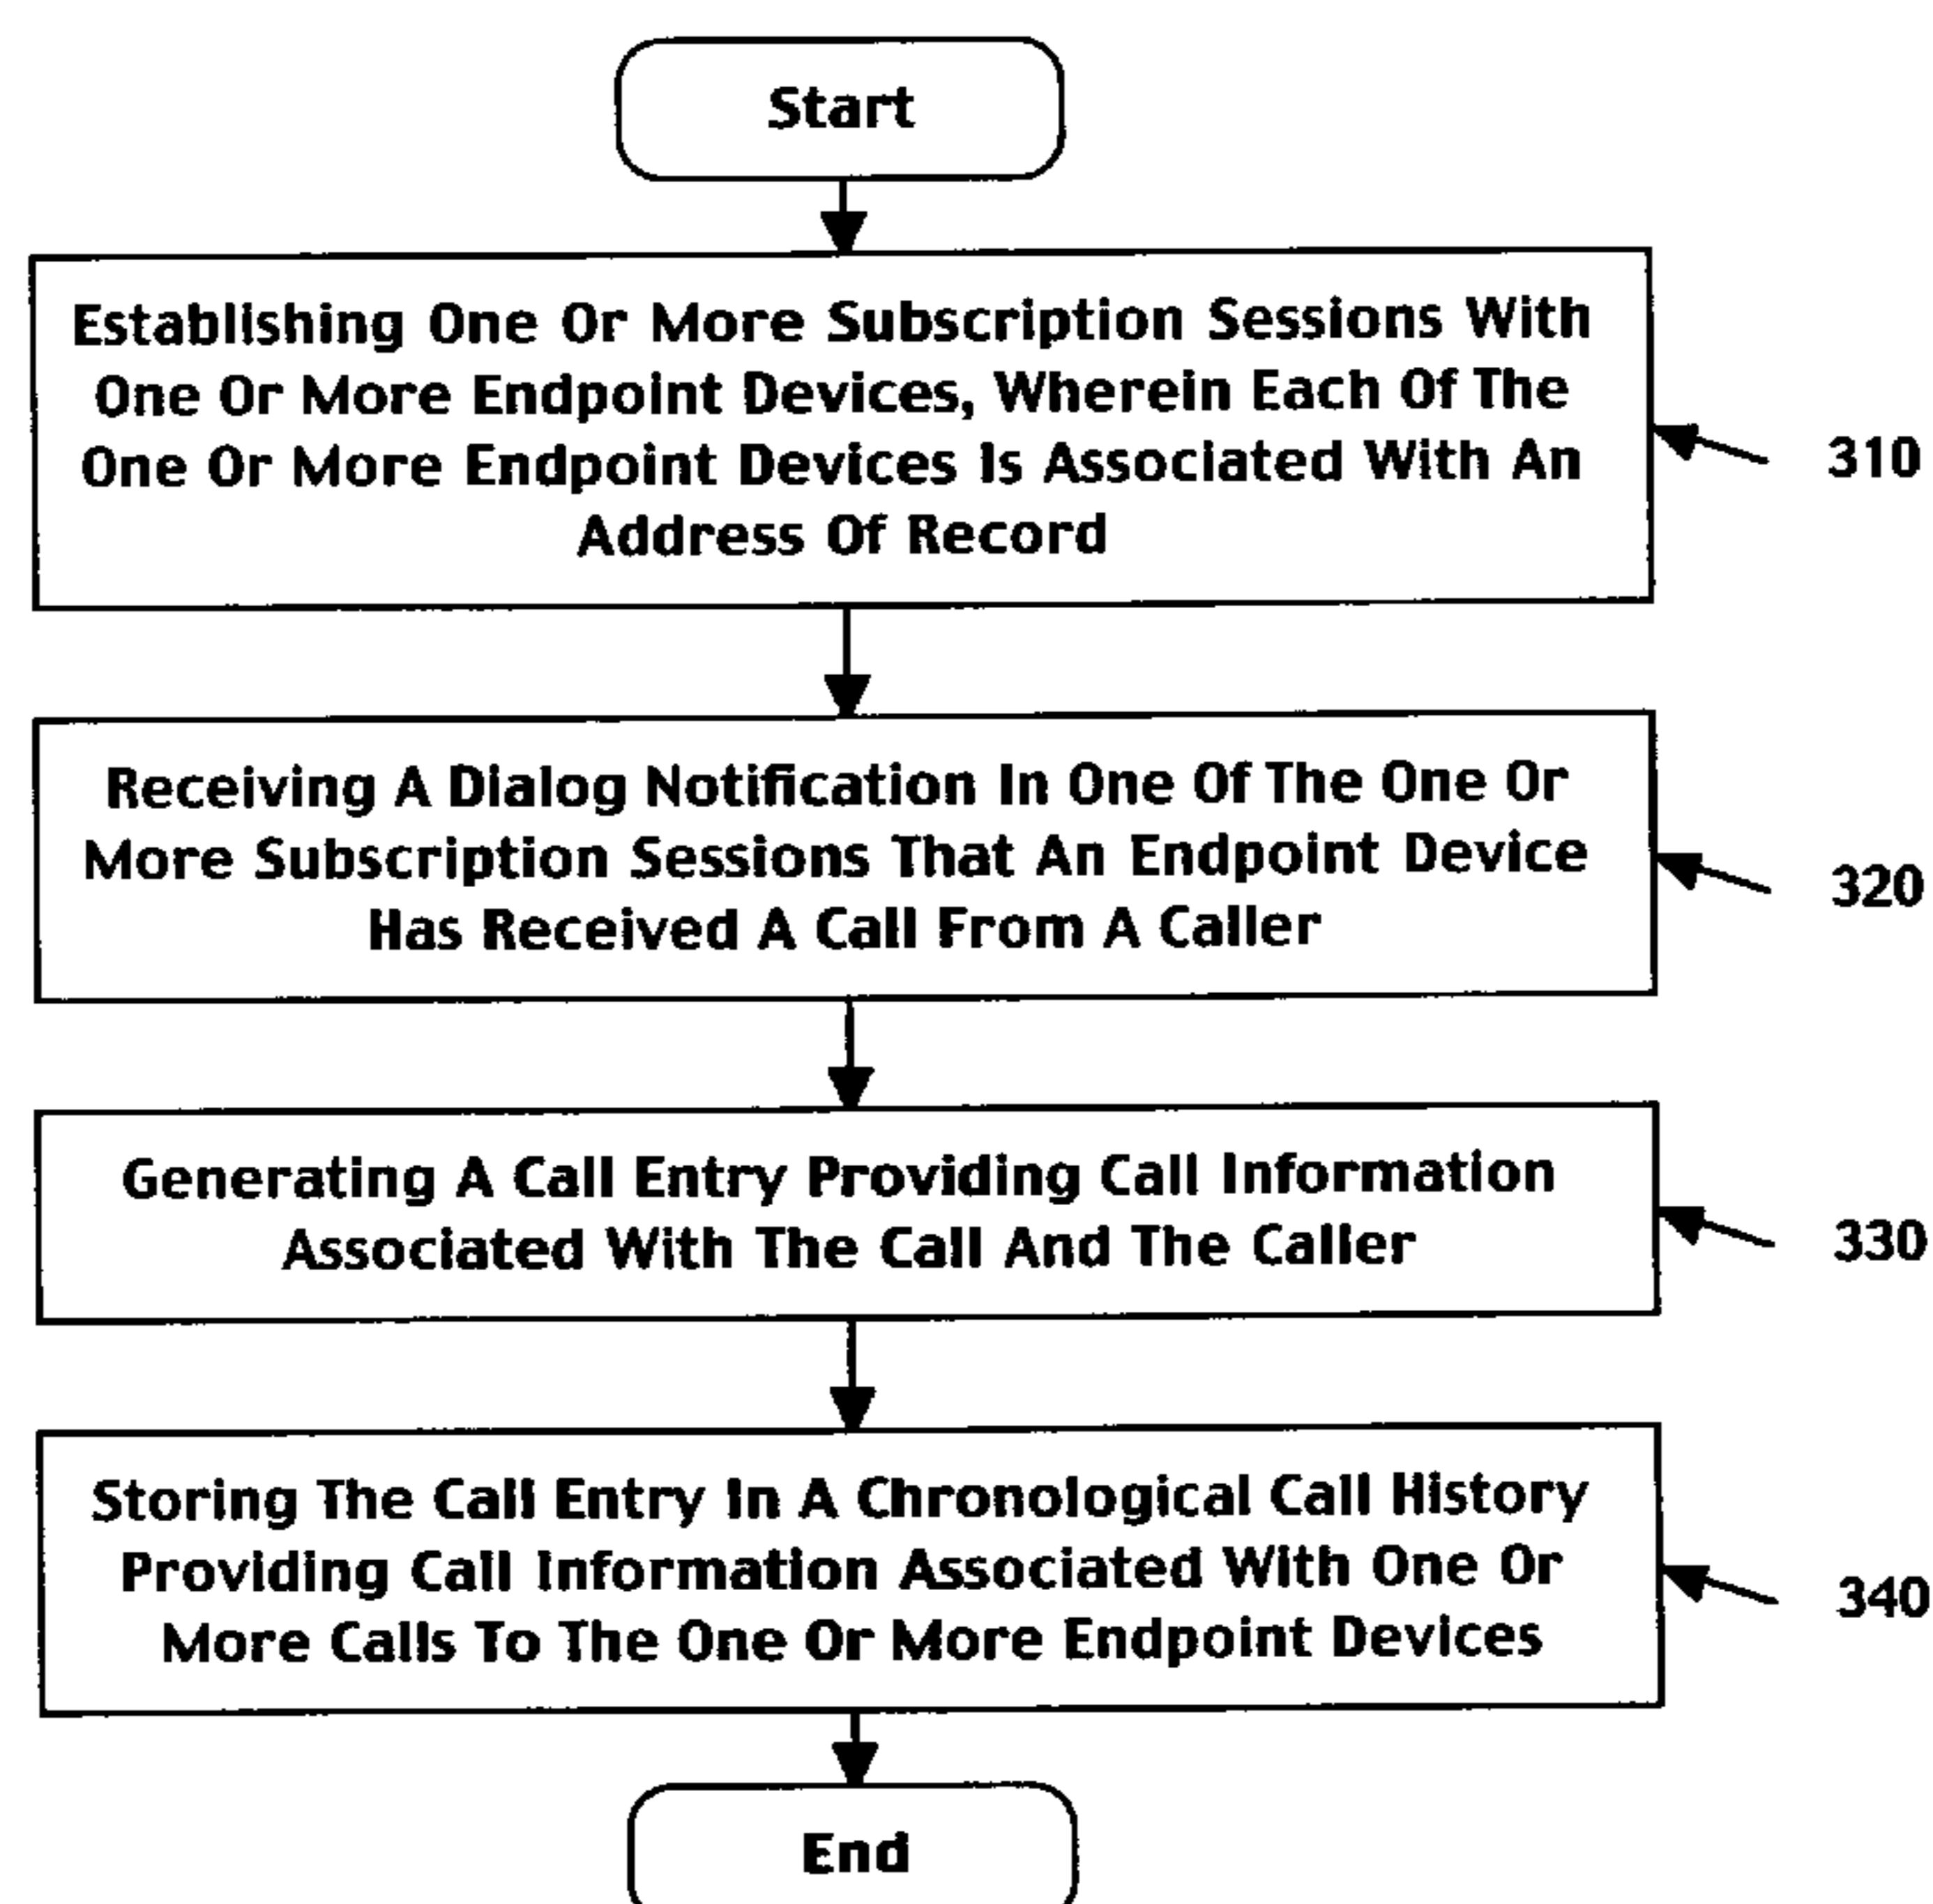 Start
Establishing One Or More Subscription Sessions With
One Or More Endpoint Devices, Wherein Each Of The
One Or More Endpoint Devices Is Associated With An
Address Of Record
310
Receiving A Dialog Notification In One Of The One Or
More Subscription Sessions That An Endpoint Device
Has Received A Call From A Caller
320
Generating A Call Entry Providing Call Information
Associated With The Call And The Caller
330
Storing The Call Entry In A Chronological Call History
Providing Call Information Associated With One Or
More Calls To The One Or More Endpoint Devices
340
End